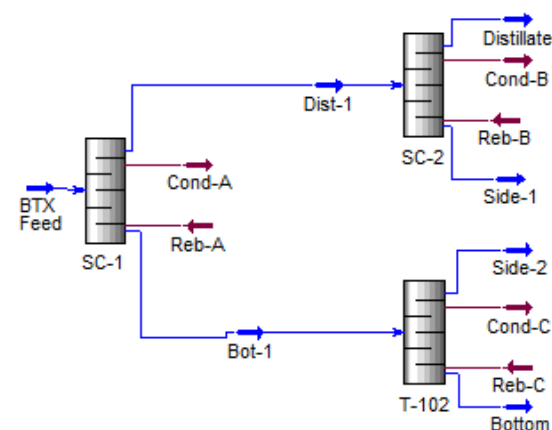 Distillate
Cond-B
Dist-1
Reb-B
SC-2
Cond-A
Side-1
BTX
Feed
Reb-A
SC-1
Side-2
Cond-C
Bot-1
Reb-C
T-102
Bottom